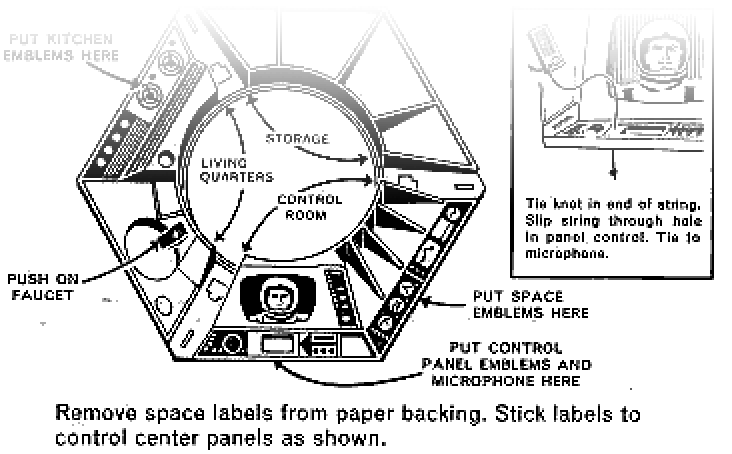 PUT KITCHEN
EMBLEMS HERE
STORAGE
LIVING
QUARTERS
CONTROL
ROOM
PUSH ON
FAUCET
Tie knot in end of string.
Slip string through hole
in panel control. Tie to
microphone.
PUT SPACE
EMBLEMS HERE
PUT CONTROL
PANEL EMBLEMS AND
MICROPHONE HERE
Remove space labels from paper backing. Stick labels to
control center panels as shown.